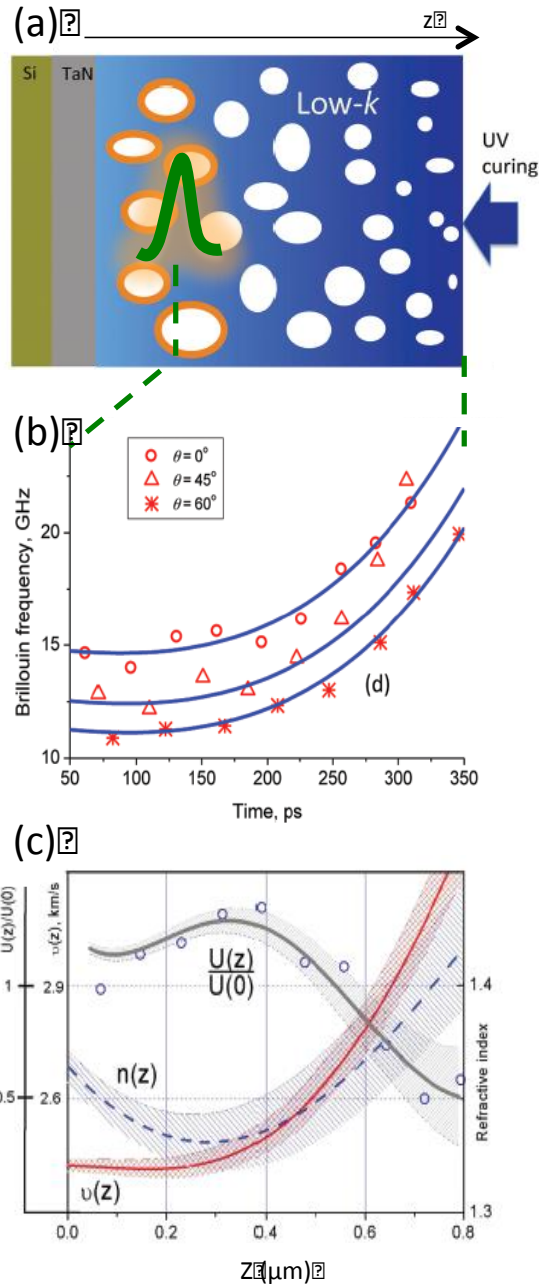 (a)
z
Si
TaN
Low-k
UV
curing
(b)
θ=0°
θ=45°
θ=60°
Brillouin frequency, GHz
20
15
10
(d)
50
100
150
200
250
300
350
Time, ps
(c)
U(z)/U(0)
υ(z), km/s
1
0.5
2.9
2.6
U(z)
U(0)
n(z)
υ(z)
1.4
1.3
Refractive index
0.0
0.2
0.4
0.6
0.8
Z (μm)